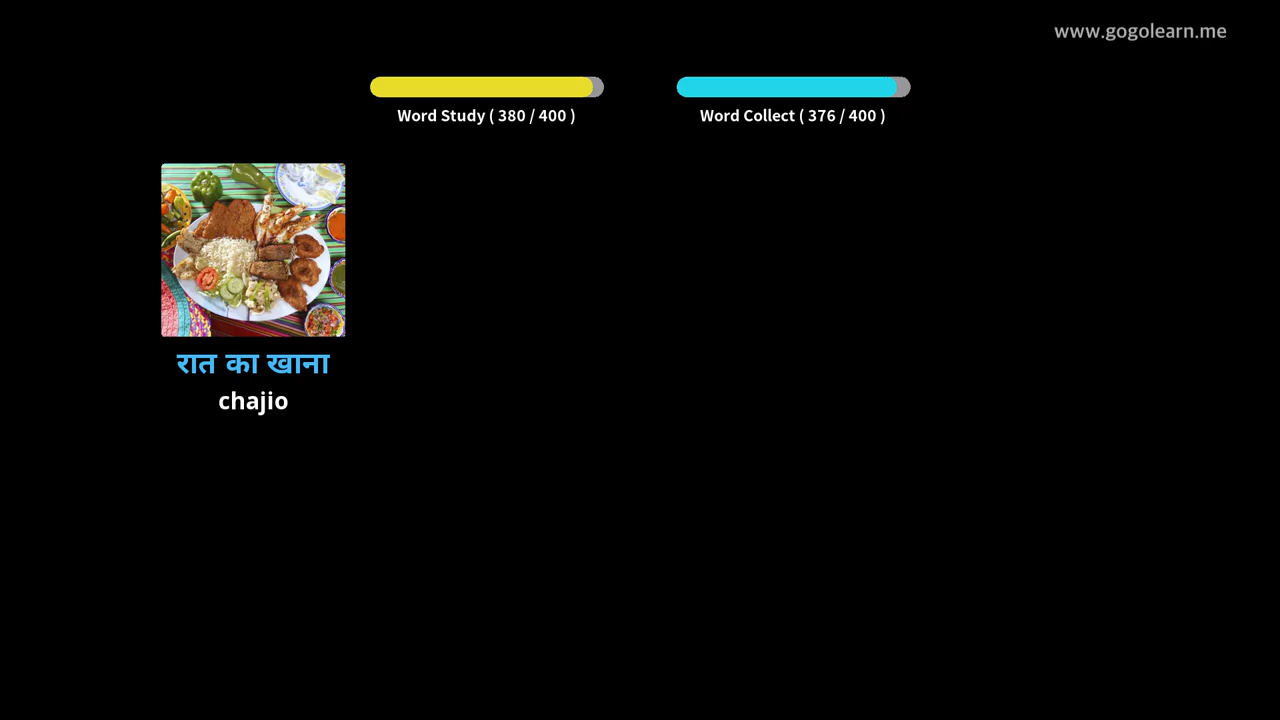 www.gogolearn.me
Word Study ( 380 / 400 )
Word Collect ( 376 / 400 )
रात का खाना
chajio